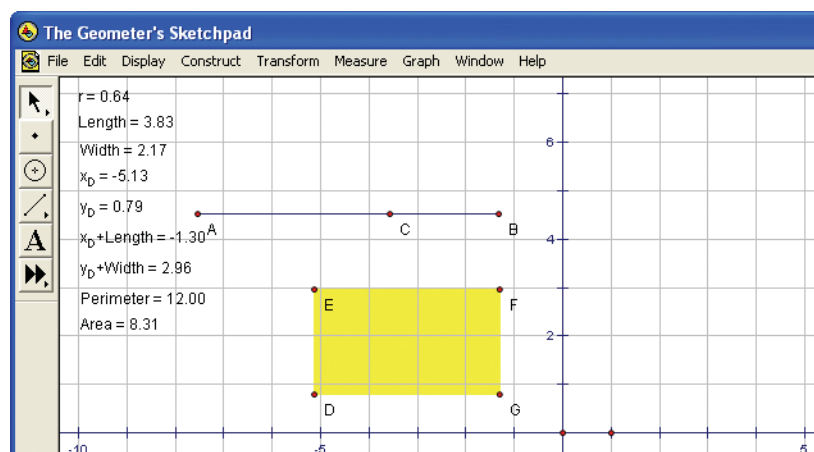 The Geometer's Sketchpad
File Edit Display Construct Transform Measure Graph Window Help
r = 0.64
Length = 3.83
Width = 2.17
xD = -5.13
yD = 0.79
xD+Length = -1.30
yD+Width = 2.96
Perimeter = 12.00
Area = 8.31
A
6
A C B
4
E F
2
D G
-10 -5 5